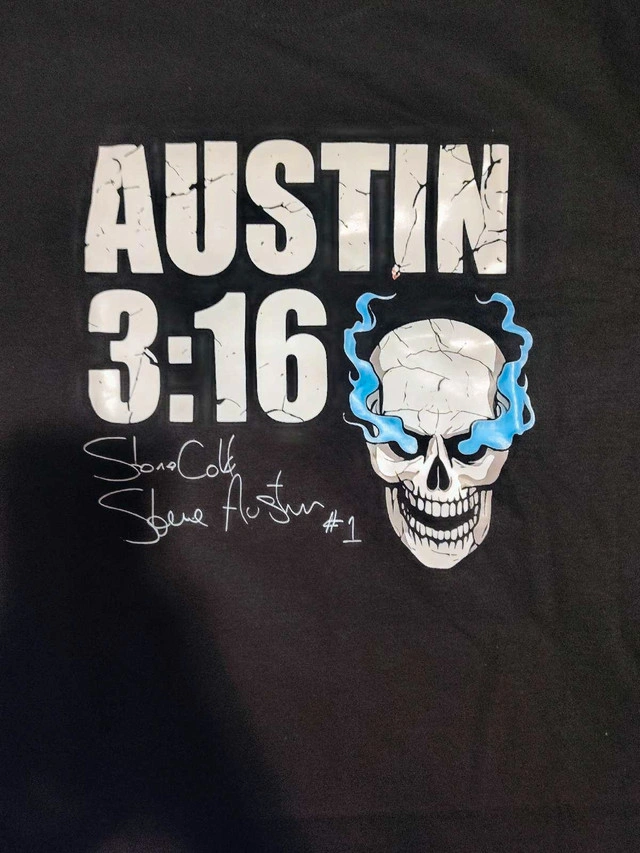 AUSTIN
3:16
Stone Cold
Steve Austin #1